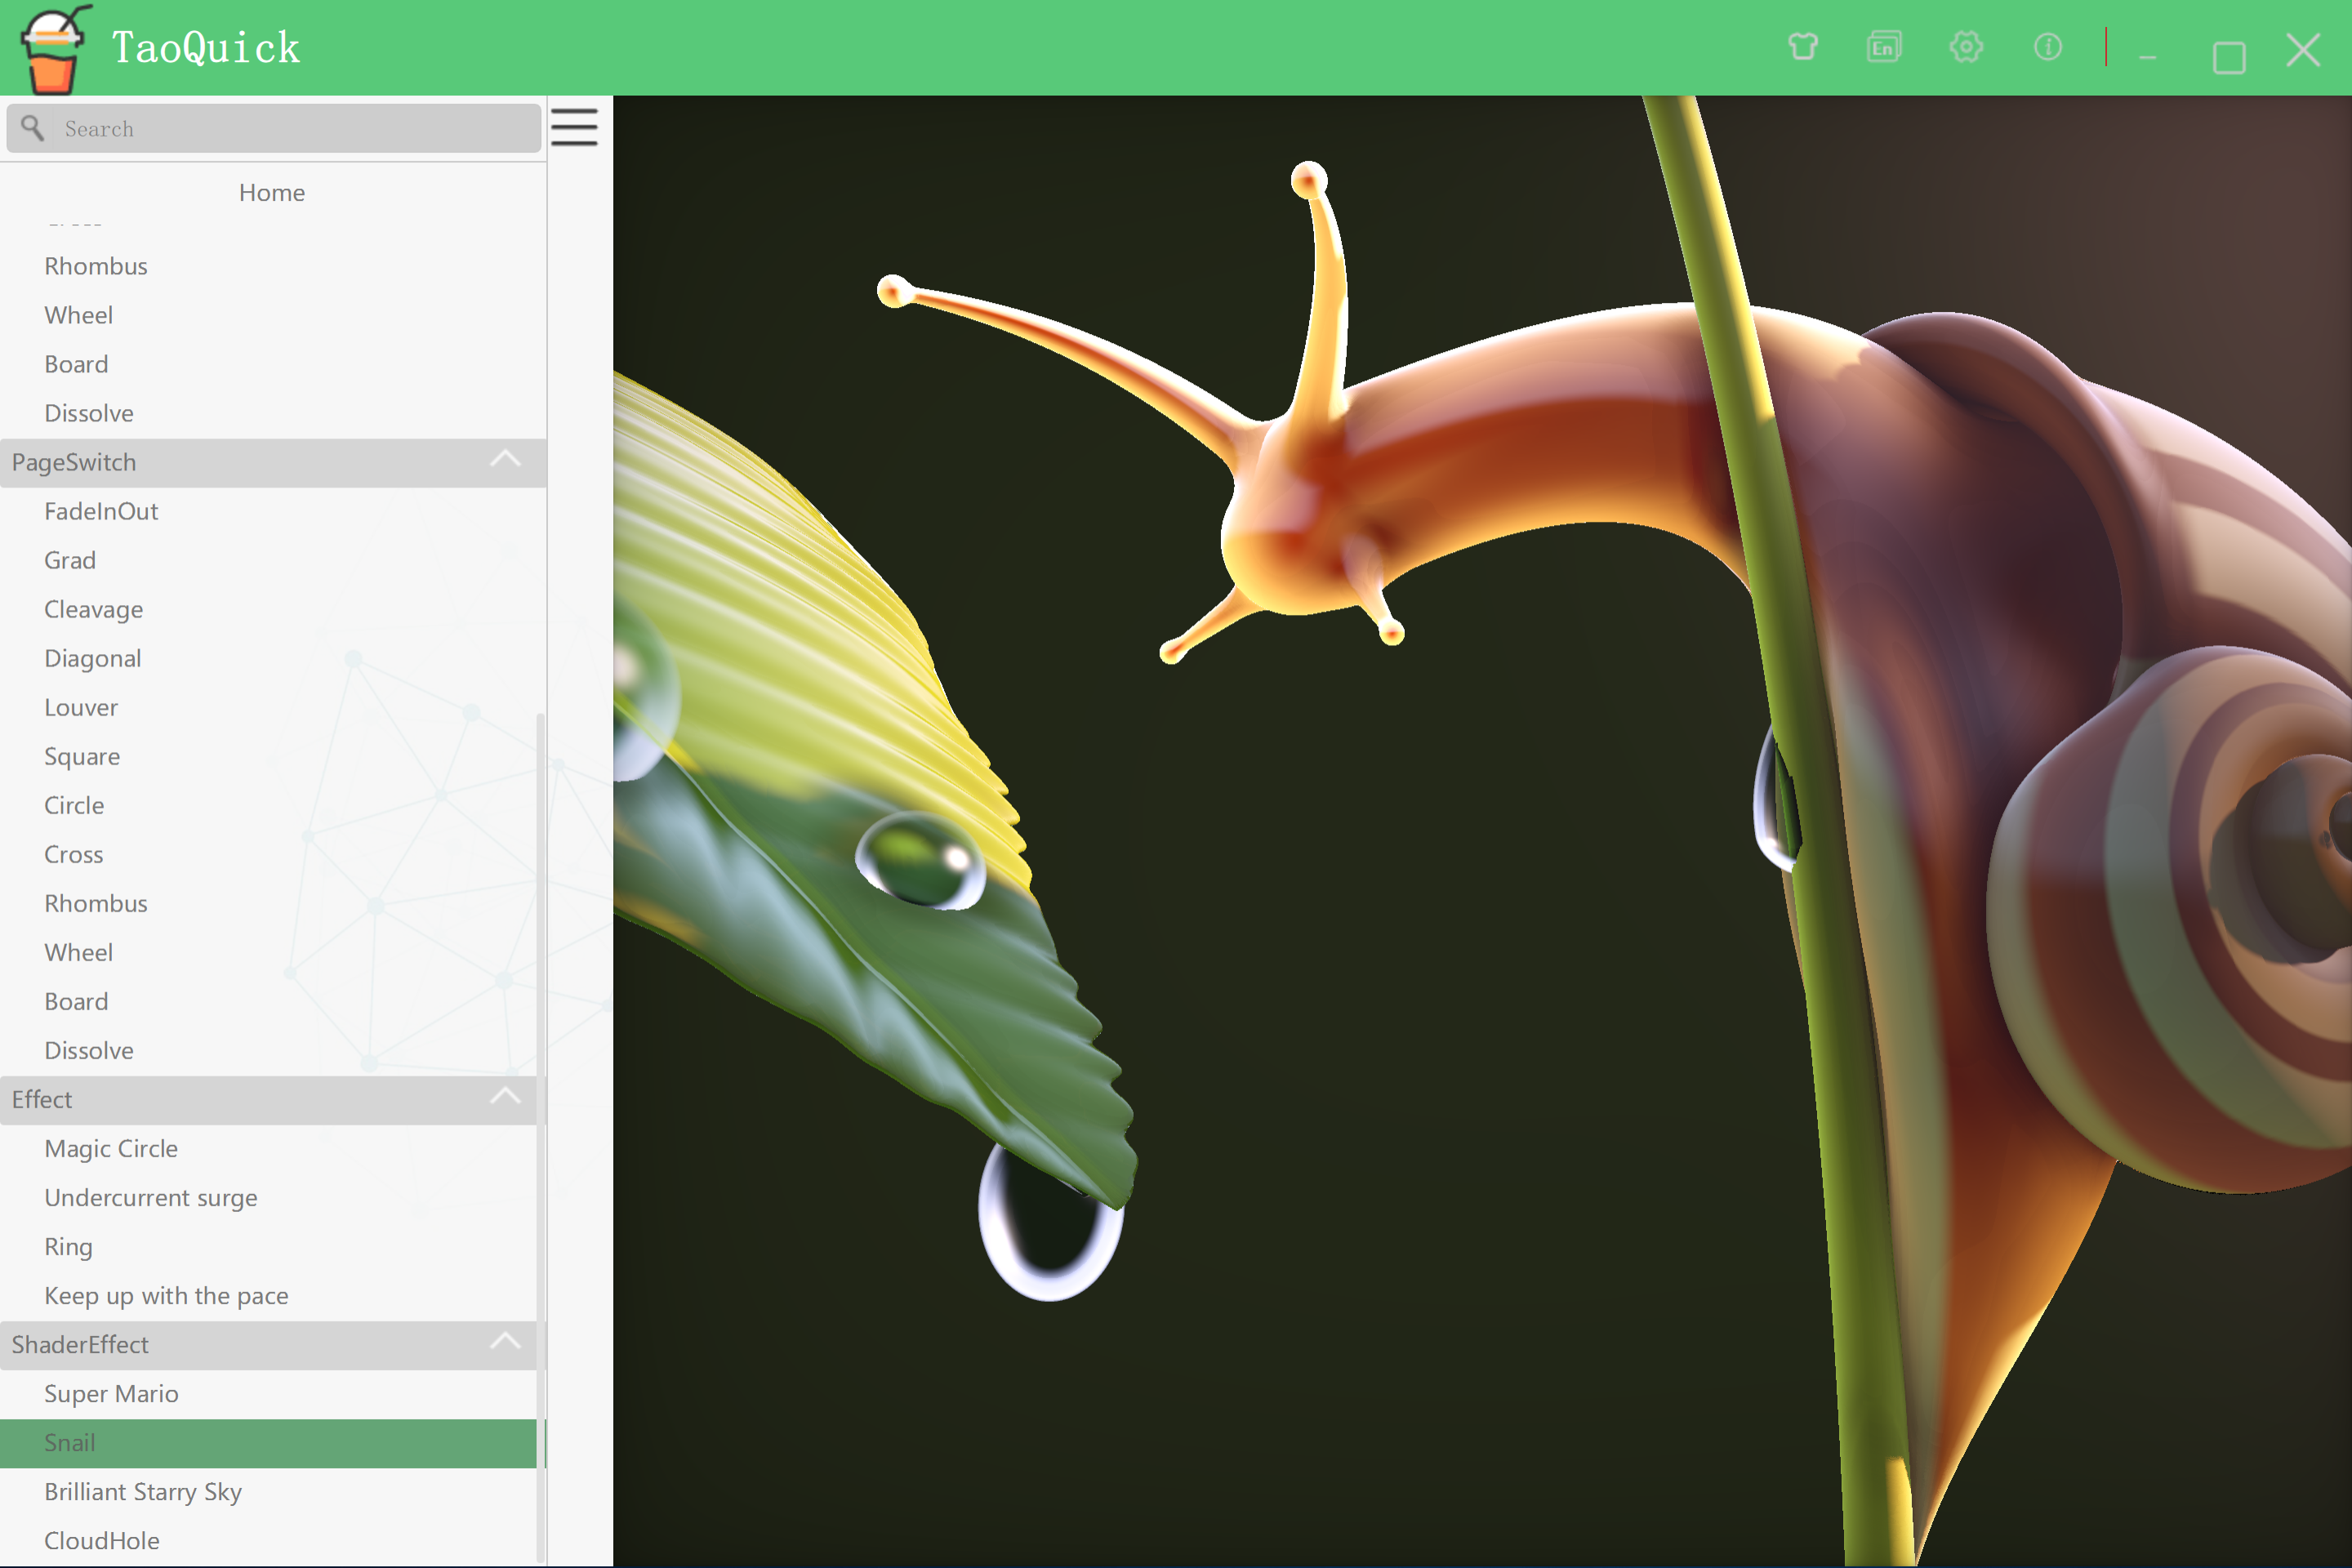 TaoQuick
En
Search
Home
Rhombus
Wheel
Board
Dissolve
PageSwitch
FadeInOut
Grad
Cleavage
Diagonal
Louver
Square
Circle
Cross
Rhombus
Wheel
Board
Dissolve
Effect
Magic Circle
Undercurrent surge
Ring
Keep up with the pace
ShaderEffect
Super Mario
Snail
Brilliant Starry Sky
CloudHole